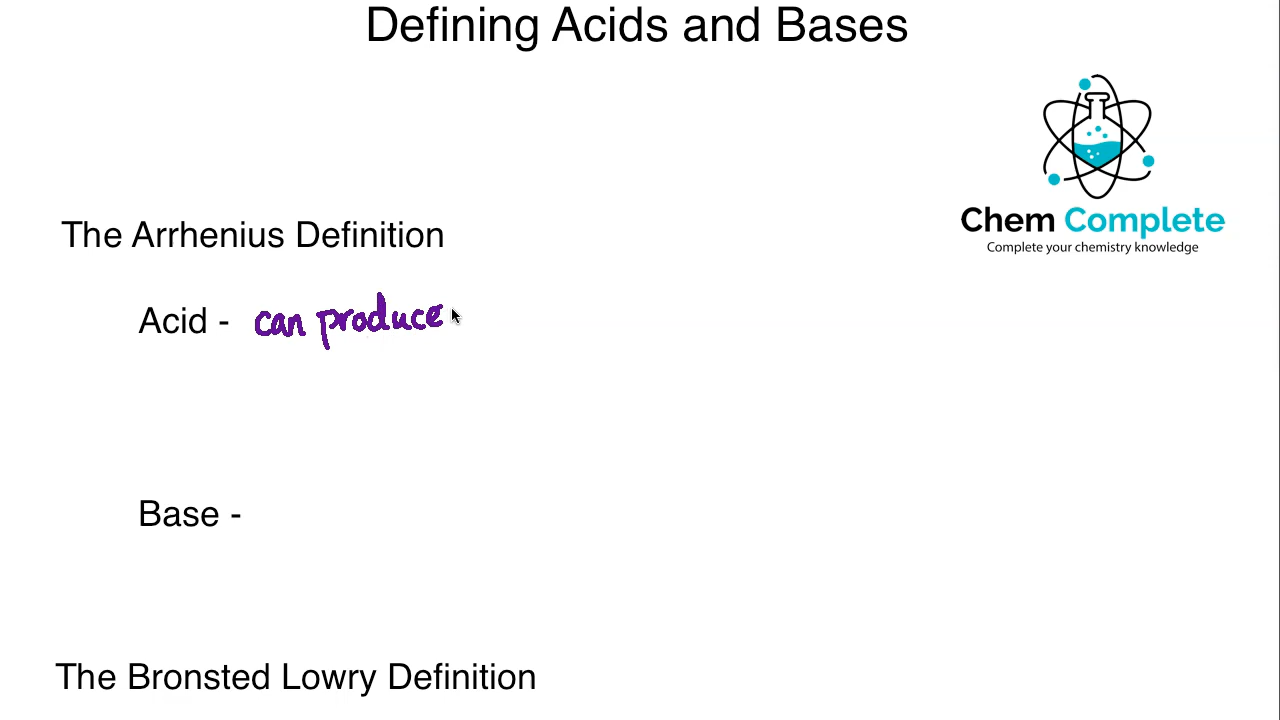 Defining Acids and Bases
Chem Complete
Complete your chemistry knowledge
The Arrhenius Definition
Acid - can produce
Base -
The Bronsted Lowry Definition